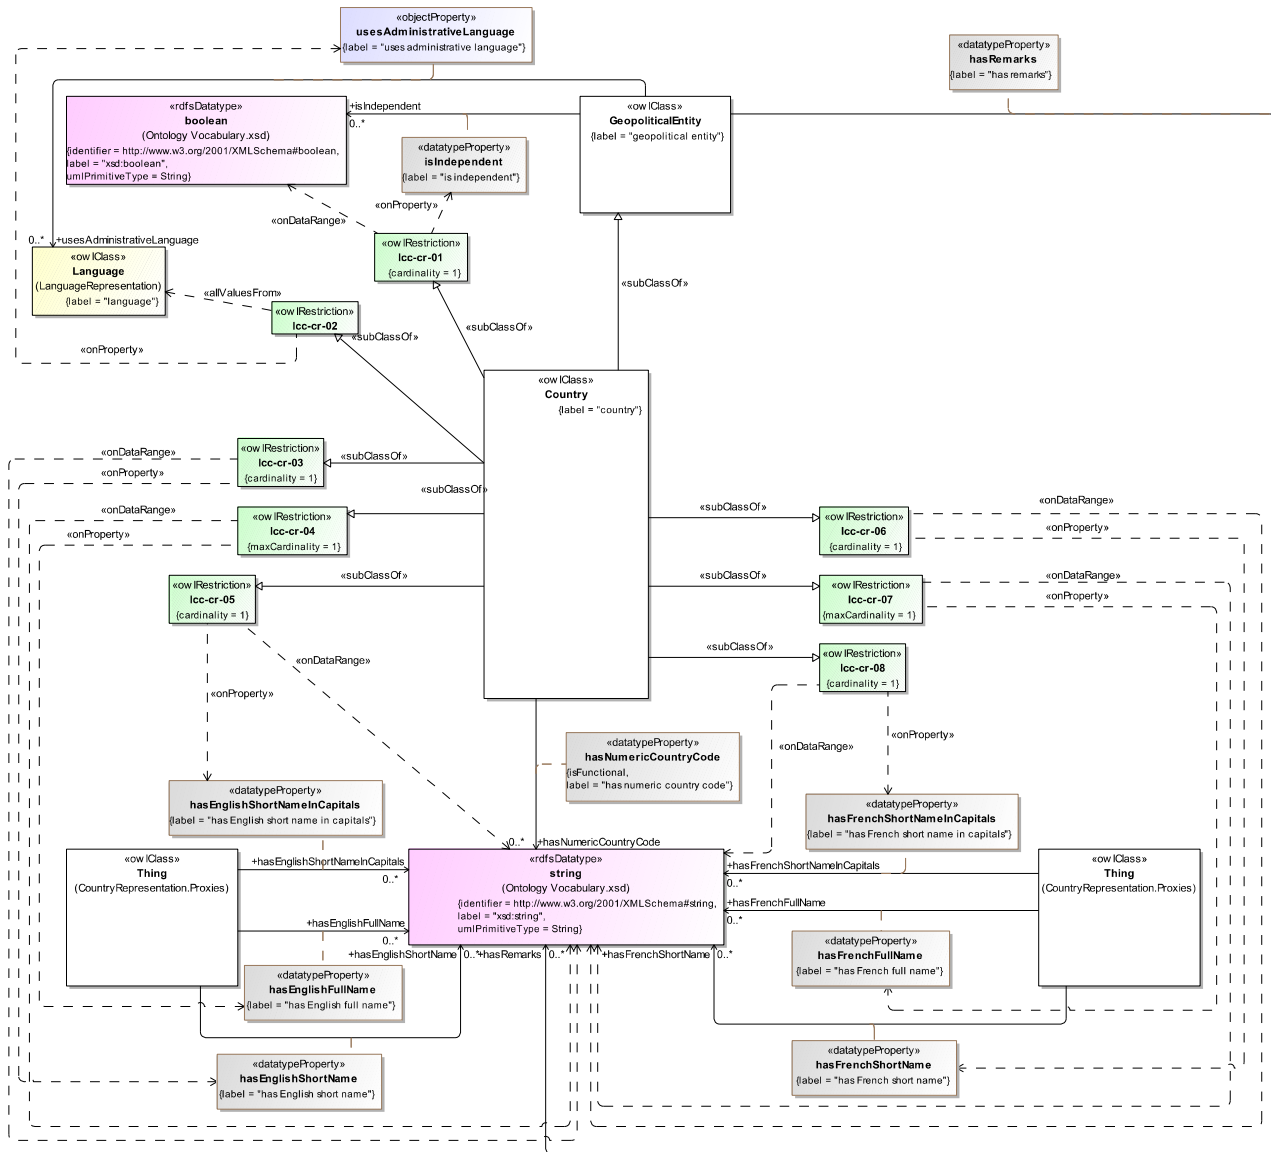 «objectProperty»
usesAdministrativeLanguage
{label = "uses administrative language"}
«datatypeProperty»
hasRemarks
{label = "has remarks"}
«rdfsDatatype»
boolean
(Ontology Vocabulary.xsd)
{identifier = http://www.w3.org/2001/XMLSchema#boolean,
label = "xsd:boolean",
umlPrimitiveType = String}
+isIndependent
0..*
«owlClass»
GeopoliticalEntity
{label = "geopolitical entity"}
«datatypeProperty»
isIndependent
{label = "is independent"}
«onProperty»
«onDataRange»
0..*
+usesAdministrativeLanguage
«owlRestriction»
lcc-cr-01
{cardinality = 1}
«owlClass»
Language
(LanguageRepresentation)
{label = "language"}
«allValuesFrom»
«subClassOf»
«owlRestriction»
lcc-cr-02
«subClassOf»
«subClassOf»
«onProperty»
«owlClass»
Country
{label = "country"}
«onDataRange»
«onProperty»
«owlRestriction»
lcc-cr-03
{cardinality = 1}
«subClassOf»
«subClassOf»
«onDataRange»
«onProperty»
«owlRestriction»
lcc-cr-04
{maxCardinality = 1}
«subClassOf»
«owlRestriction»
lcc-cr-06
{cardinality = 1}
«onDataRange»
«onProperty»
«owlRestriction»
lcc-cr-05
{cardinality = 1}
«subClassOf»
«subClassOf»
«owlRestriction»
lcc-cr-07
{maxCardinality = 1}
«onDataRange»
«onProperty»
«subClassOf»
«owlRestriction»
lcc-cr-08
{cardinality = 1}
«onDataRange»
«onProperty»
«onDataRange»
«onProperty»
«datatypeProperty»
hasNumericCountryCode
{isFunctional,
label = "has numeric country code"}
«datatypeProperty»
hasEnglishShortNameInCapitals
{label = "has English short name in capitals"}
«datatypeProperty»
hasFrenchShortNameInCapitals
{label = "has French short name in capitals"}
0..*
+hasNumericCountryCode
«owlClass»
Thing
(CountryRepresentation.Proxies)
+hasEnglishShortNameInCapitals
0..*
«rdfsDatatype»
string
(Ontology Vocabulary.xsd)
{identifier = http://www.w3.org/2001/XMLSchema#string,
label = "xsd:string",
umlPrimitiveType = String}
+hasFrenchShortNameInCapitals
0..*
«owlClass»
Thing
(CountryRepresentation.Proxies)
+hasFrenchFullName
0..*
+hasEnglishFullName
0..*
+hasEnglishShortName
0..*
+hasRemarks
0..*
+hasFrenchShortName
0..*
«datatypeProperty»
hasFrenchFullName
{label = "has French full name"}
«datatypeProperty»
hasEnglishFullName
{label = "has English full name"}
«datatypeProperty»
hasEnglishShortName
{label = "has English short name"}
«datatypeProperty»
hasFrenchShortName
{label = "has French short name"}